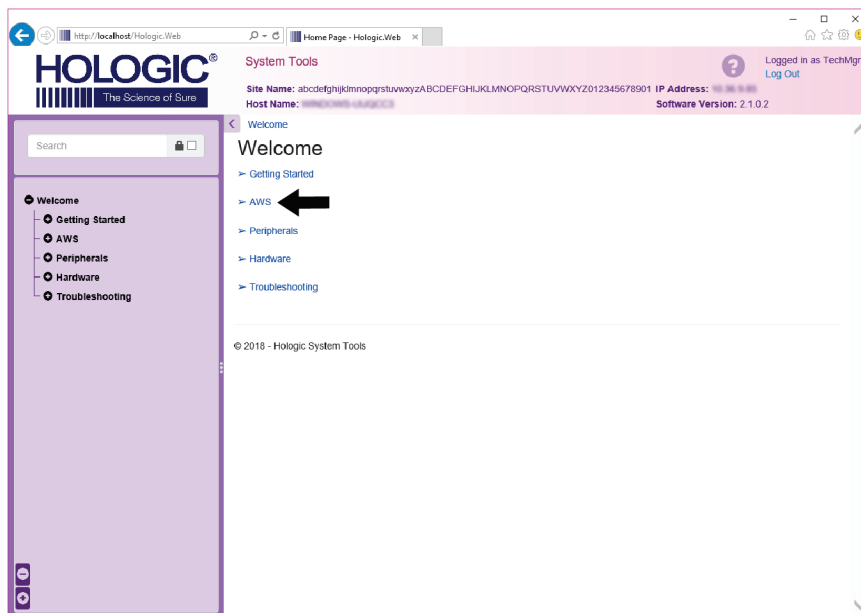 http://localhost/Hologic.Web
Home Page - Hologic.Web
HOLOGIC®
The Science of Sure
System Tools
Logged in as TechMgr
Log Out
Site Name: abcdefghijklmnopqrstuvwxyzABCDEFGHIJKLMNOPQRSTUVWXYZ012345678901 IP Address:
Host Name:
Software Version: 2.1.0.2
Search
Welcome
Getting Started
AWS
Peripherals
Hardware
Troubleshooting
Welcome
Welcome
➢ Getting Started
➢ AWS
➢ Peripherals
➢ Hardware
➢ Troubleshooting
© 2018 - Hologic System Tools